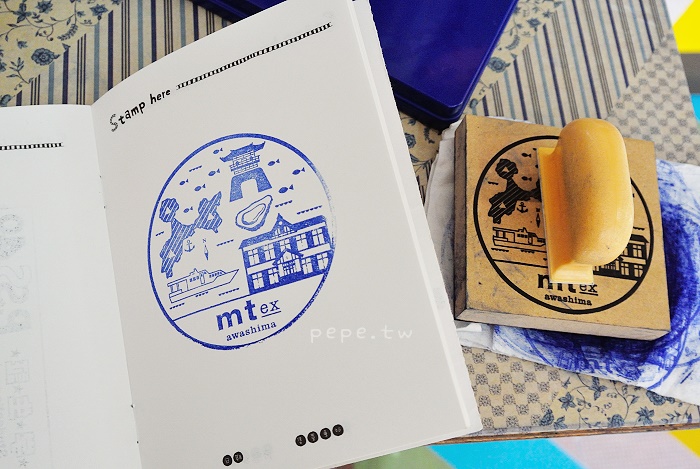 Stamp here
mt ex
awashima
pepe.tw
mt ex
awashima